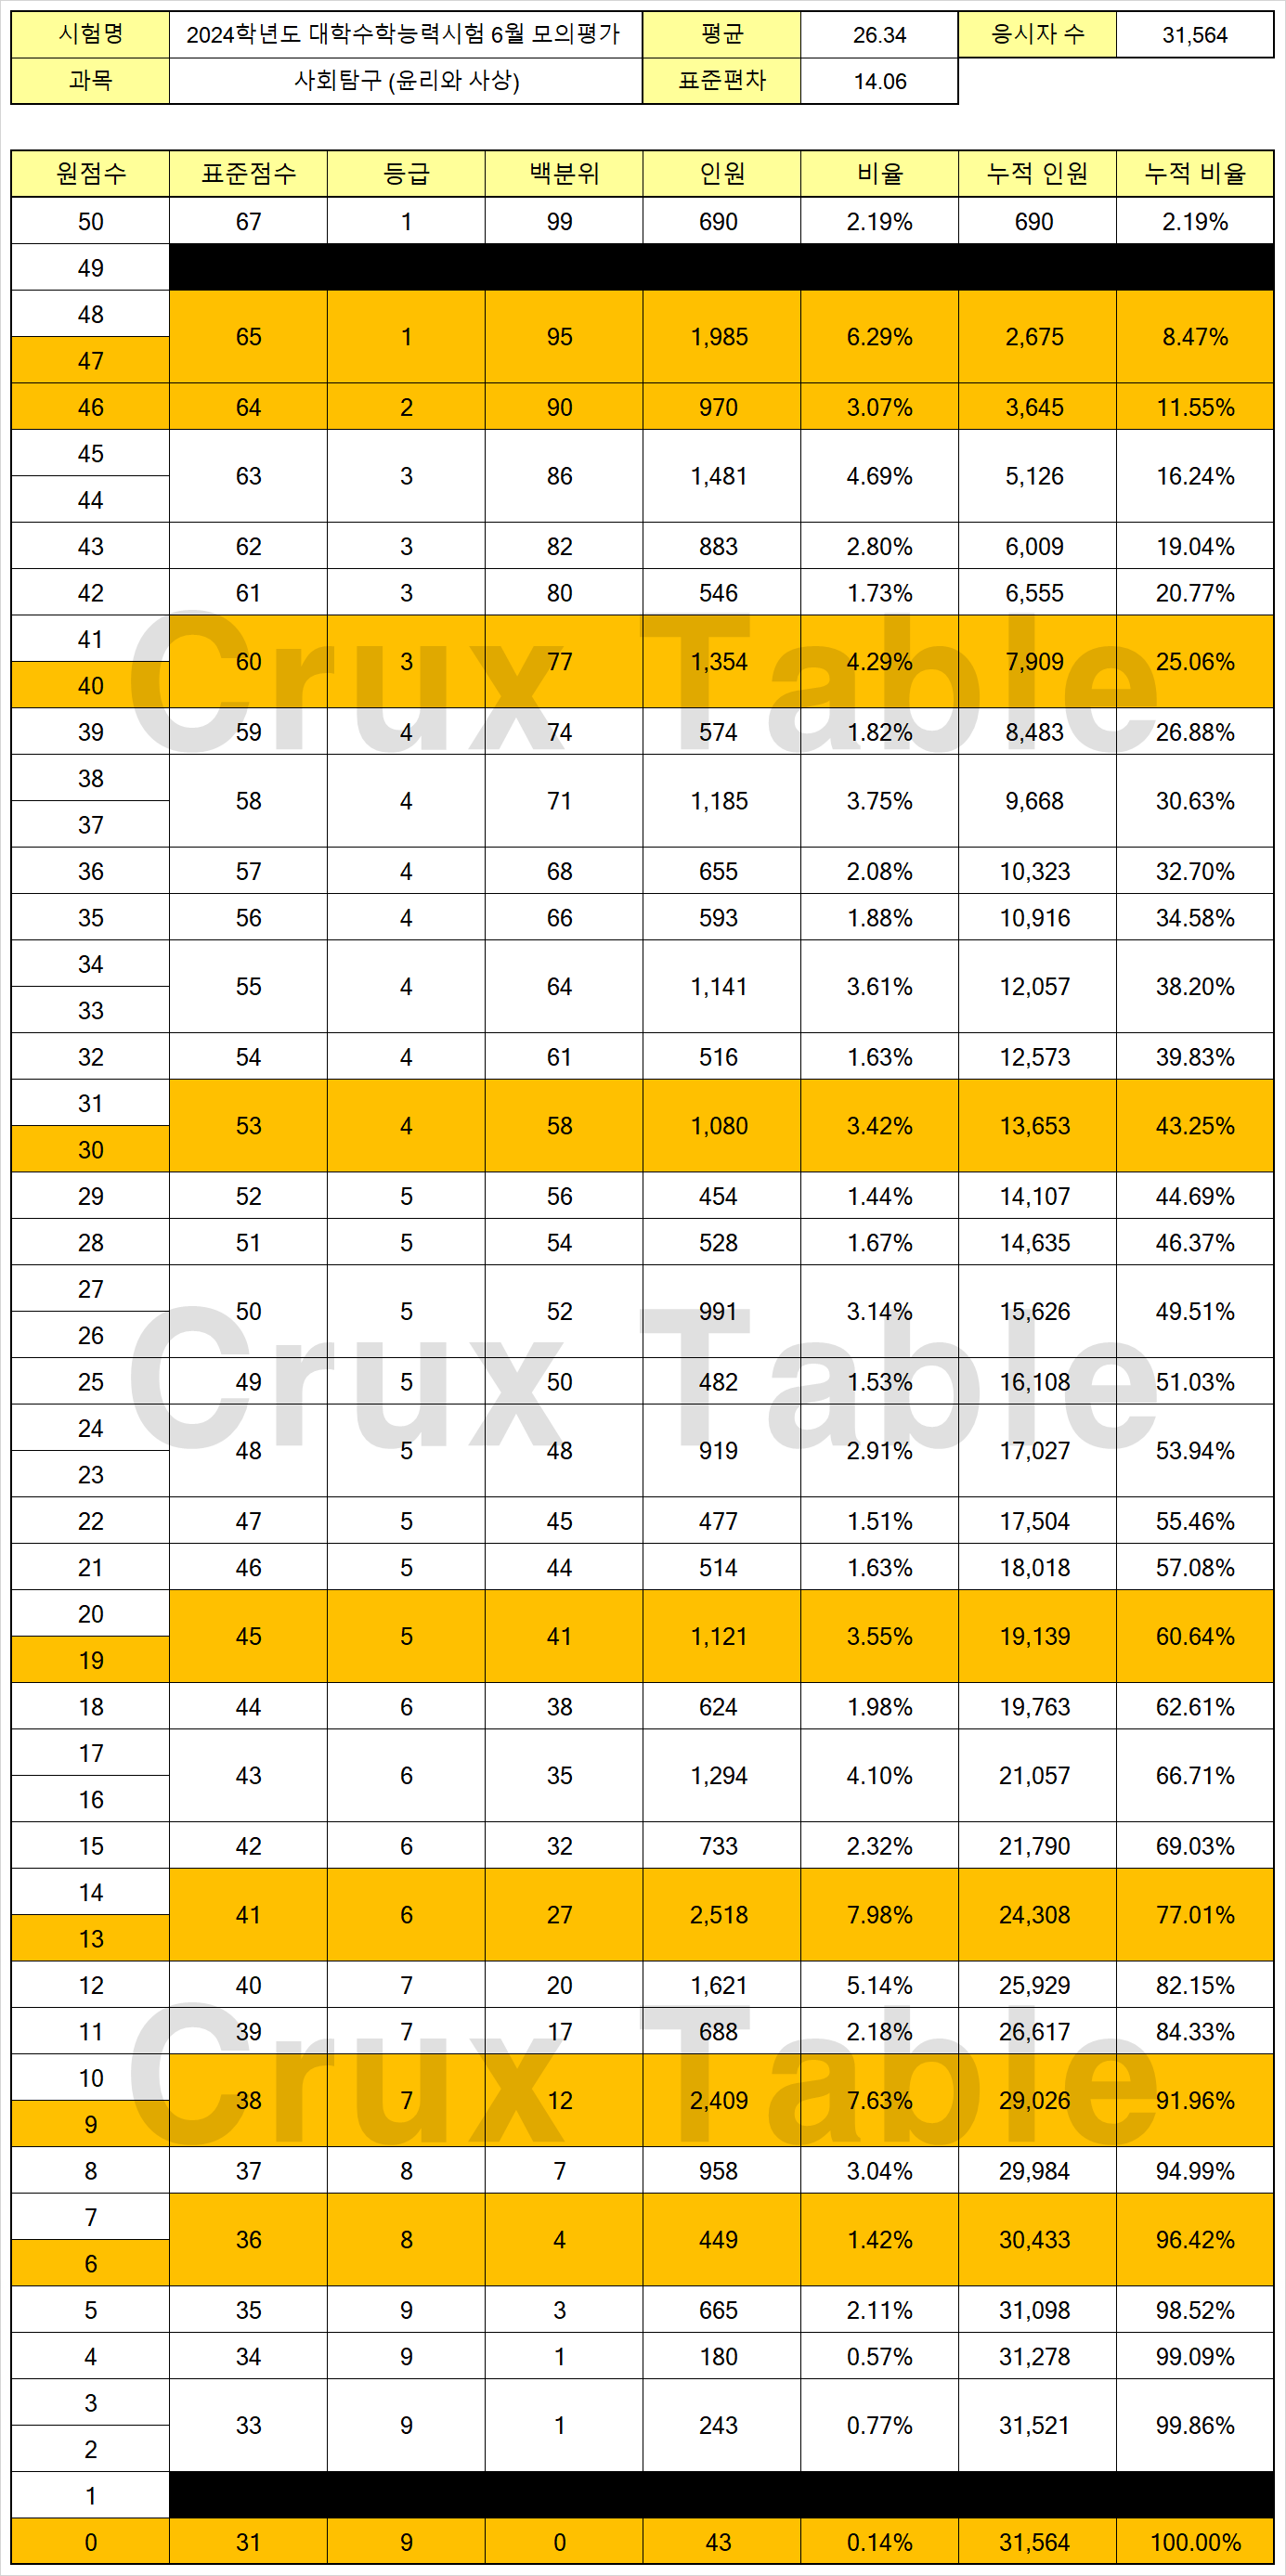 시험명 2024학년도 대학수학능력시험 6월 모의평가 평균 26.34 응시자 수 31,564
과목 사회탐구 (윤리와 사상) 표준편차 14.06
원점수 표준점수 등급 백분위 인원 비율 누적 인원 누적 비율
50 67 1 99 690 2.19% 690 2.19%
49
48
65 1 95 1,985 6.29% 2,675 8.47%
47
46 64 2 90 970 3.07% 3,645 11.55%
45
63 3 86 1,481 4.69% 5,126 16.24%
44
43 62 3 82 883 2.80% 6,009 19.04%
42 61 3 80 546 1.73% 6,555 20.77%
41
60 3 77 1,354 4.29% 7,909 25.06%
40
Crux Table
39 59 4 74 574 1.82% 8,483 26.88%
38
58 4 71 1,185 3.75% 9,668 30.63%
37
36 57 4 68 655 2.08% 10,323 32.70%
35 56 4 66 593 1.88% 10,916 34.58%
34
55 4 64 1,141 3.61% 12,057 38.20%
33
32 54 4 61 516 1.63% 12,573 39.83%
31
53 4 58 1,080 3.42% 13,653 43.25%
30
29 52 5 56 454 1.44% 14,107 44.69%
28 51 5 54 528 1.67% 14,635 46.37%
27
50 5 52 991 3.14% 15,626 49.51%
26
Crux Table
25 49 5 50 482 1.53% 16,108 51.03%
24
48 5 48 919 2.91% 17,027 53.94%
23
22 47 5 45 477 1.51% 17,504 55.46%
21 46 5 44 514 1.63% 18,018 57.08%
20
45 5 41 1,121 3.55% 19,139 60.64%
19
18 44 6 38 624 1.98% 19,763 62.61%
17
43 6 35 1,294 4.10% 21,057 66.71%
16
15 42 6 32 733 2.32% 21,790 69.03%
14
41 6 27 2,518 7.98% 24,308 77.01%
13
12 40 7 20 1,621 5.14% 25,929 82.15%
11 39 7 17 688 2.18% 26,617 84.33%
Crux Table
10
38 7 12 2,409 7.63% 29,026 91.96%
9
8 37 8 7 958 3.04% 29,984 94.99%
7
36 8 4 449 1.42% 30,433 96.42%
6
5 35 9 3 665 2.11% 31,098 98.52%
4 34 9 1 180 0.57% 31,278 99.09%
3
33 9 1 243 0.77% 31,521 99.86%
2
1
0 31 9 0 43 0.14% 31,564 100.00%